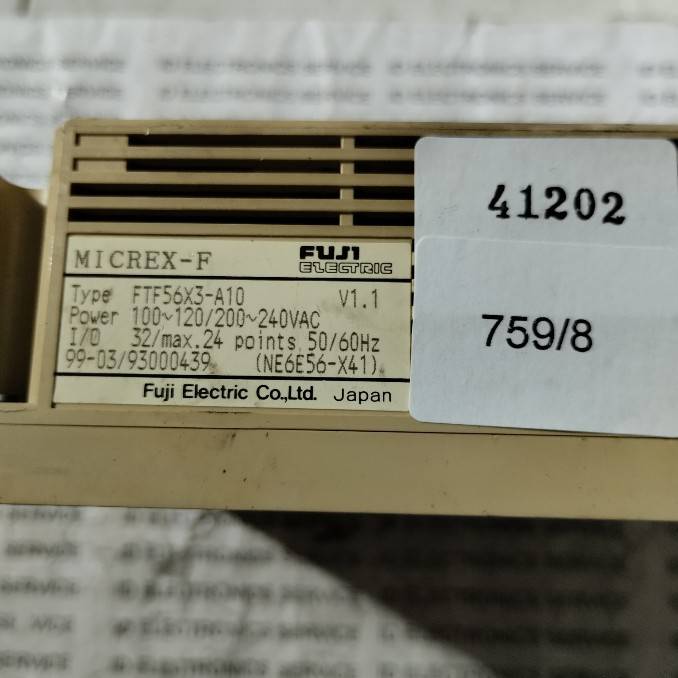 MICREX-F
FUJI
ELECTRIC
Type FTF56X3-A10 V1.1
Power 100~120/200~240VAC
I/O 32/max.24 points 50/60Hz
99-03/93000439 (NE6E56-X41)
Fuji Electric Co.,Ltd. Japan
41202
759/8